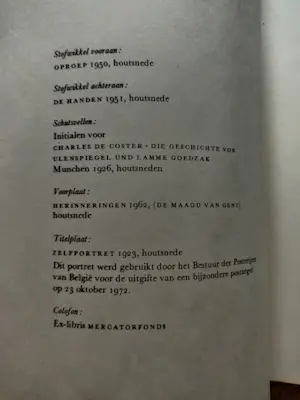 Stofwikkel vooraan:
OPROEP 1950, houtsnede
Stofwikkel achteraan:
DE HANDEN 1951, houtsnede
Schutsvellen:
Initialen voor
CHARLES DE COSTER - DIE GESCHICHTE VON
ULENSPIEGEL UND LAMME GOEDZAK
Munchen 1926, houtsneden
Voorplaat:
HERINNERINGEN 1962, (DE MAAGD VAN GENT)
houtsnede
Titelplaat:
ZELFPORTRET 1923, houtsnede
Dit portret werd gebruikt door het Bestuur der Posterijen
van België voor de uitgifte van een bijzondere postzegel
op 23 oktober 1972.
Colofon:
Ex-libris MERCATORFONDS